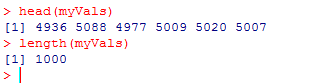 > head(myVals)
[1] 4936 5088 4977 5009 5020 5007
> length(myVals)
[1] 1000
>